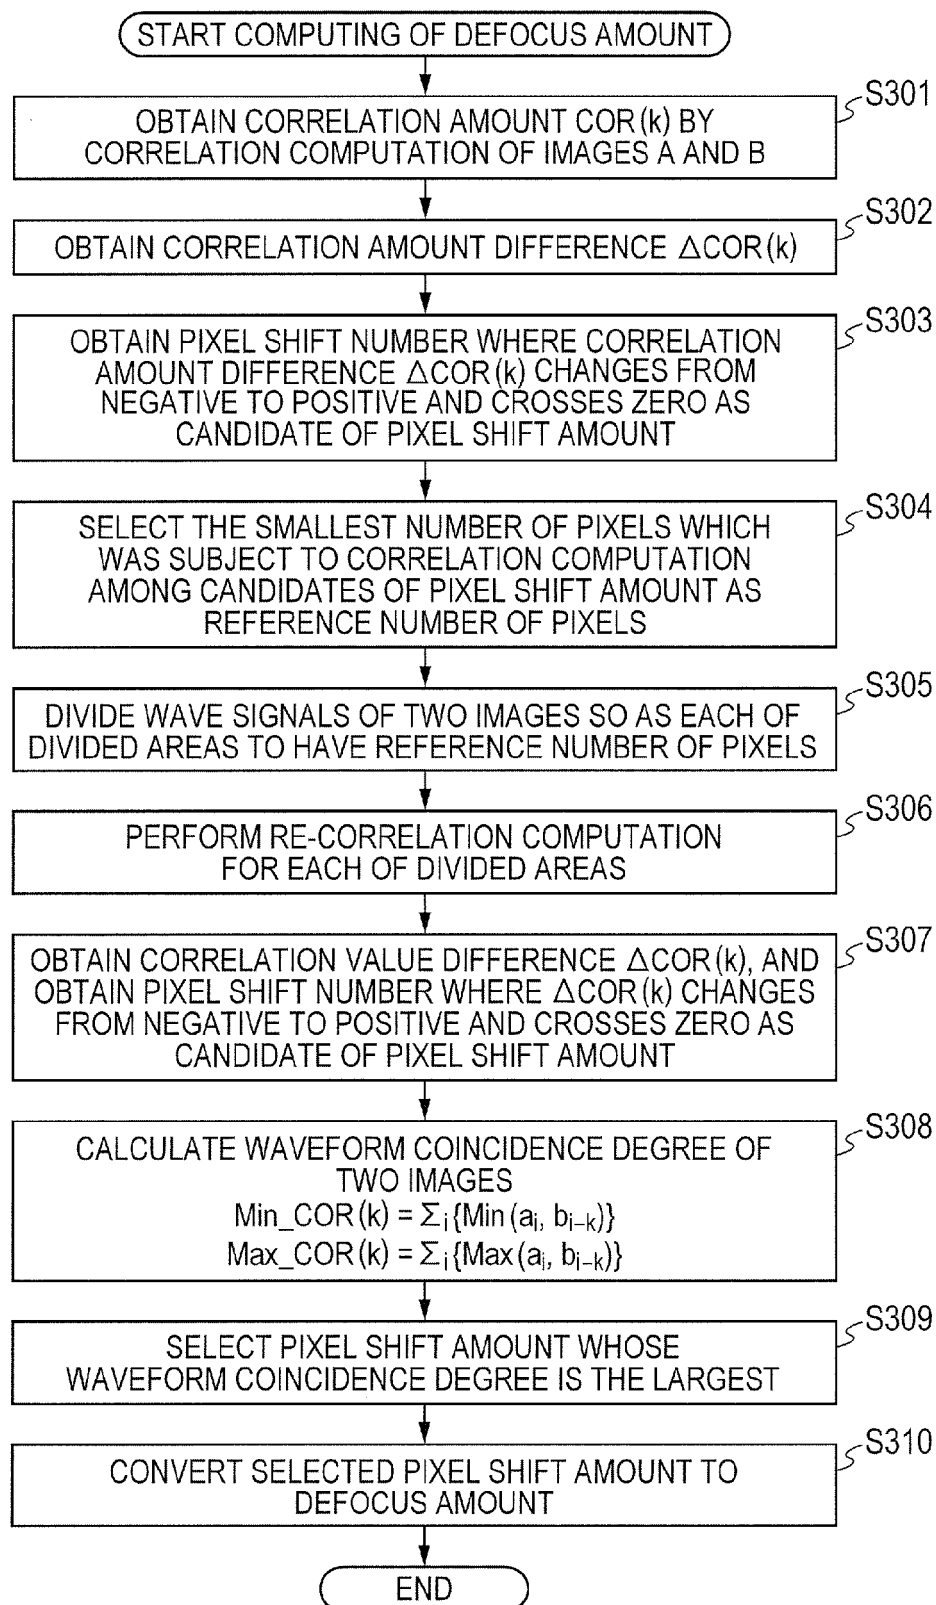 START COMPUTING OF DEFOCUS AMOUNT
S301
OBTAIN CORRELATION AMOUNT COR(k) BY
CORRELATION COMPUTATION OF IMAGES A AND B
S302
OBTAIN CORRELATION AMOUNT DIFFERENCE ΔCOR(k)
S303
OBTAIN PIXEL SHIFT NUMBER WHERE CORRELATION
AMOUNT DIFFERENCE ΔCOR(k) CHANGES FROM
NEGATIVE TO POSITIVE AND CROSSES ZERO AS
CANDIDATE OF PIXEL SHIFT AMOUNT
S304
SELECT THE SMALLEST NUMBER OF PIXELS WHICH
WAS SUBJECT TO CORRELATION COMPUTATION
AMONG CANDIDATES OF PIXEL SHIFT AMOUNT AS
REFERENCE NUMBER OF PIXELS
S305
DIVIDE WAVE SIGNALS OF TWO IMAGES SO AS EACH OF
DIVIDED AREAS TO HAVE REFERENCE NUMBER OF PIXELS
S306
PERFORM RE-CORRELATION COMPUTATION
FOR EACH OF DIVIDED AREAS
S307
OBTAIN CORRELATION VALUE DIFFERENCE ΔCOR(k), AND
OBTAIN PIXEL SHIFT NUMBER WHERE ΔCOR(k) CHANGES
FROM NEGATIVE TO POSITIVE AND CROSSES ZERO AS
CANDIDATE OF PIXEL SHIFT AMOUNT
S308
CALCULATE WAVEFORM COINCIDENCE DEGREE OF
TWO IMAGES
Min_COR(k) = Σi{Min(ai, bi-k)}
Max_COR(k) = Σi{Max(ai, bi-k)}
S309
SELECT PIXEL SHIFT AMOUNT WHOSE
WAVEFORM COINCIDENCE DEGREE IS THE LARGEST
S310
CONVERT SELECTED PIXEL SHIFT AMOUNT TO
DEFOCUS AMOUNT
END